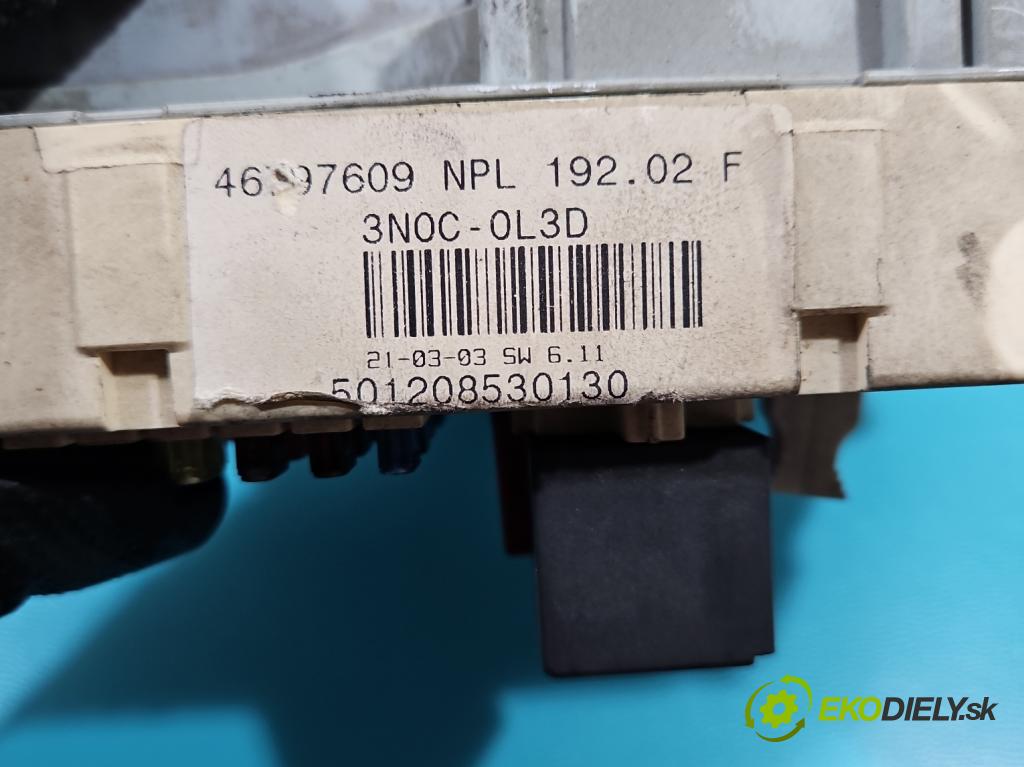 NPL 192.02 F
3N0C-0L3D
21-03-03 SW 6.11
501208530130
EKODIELY.sk